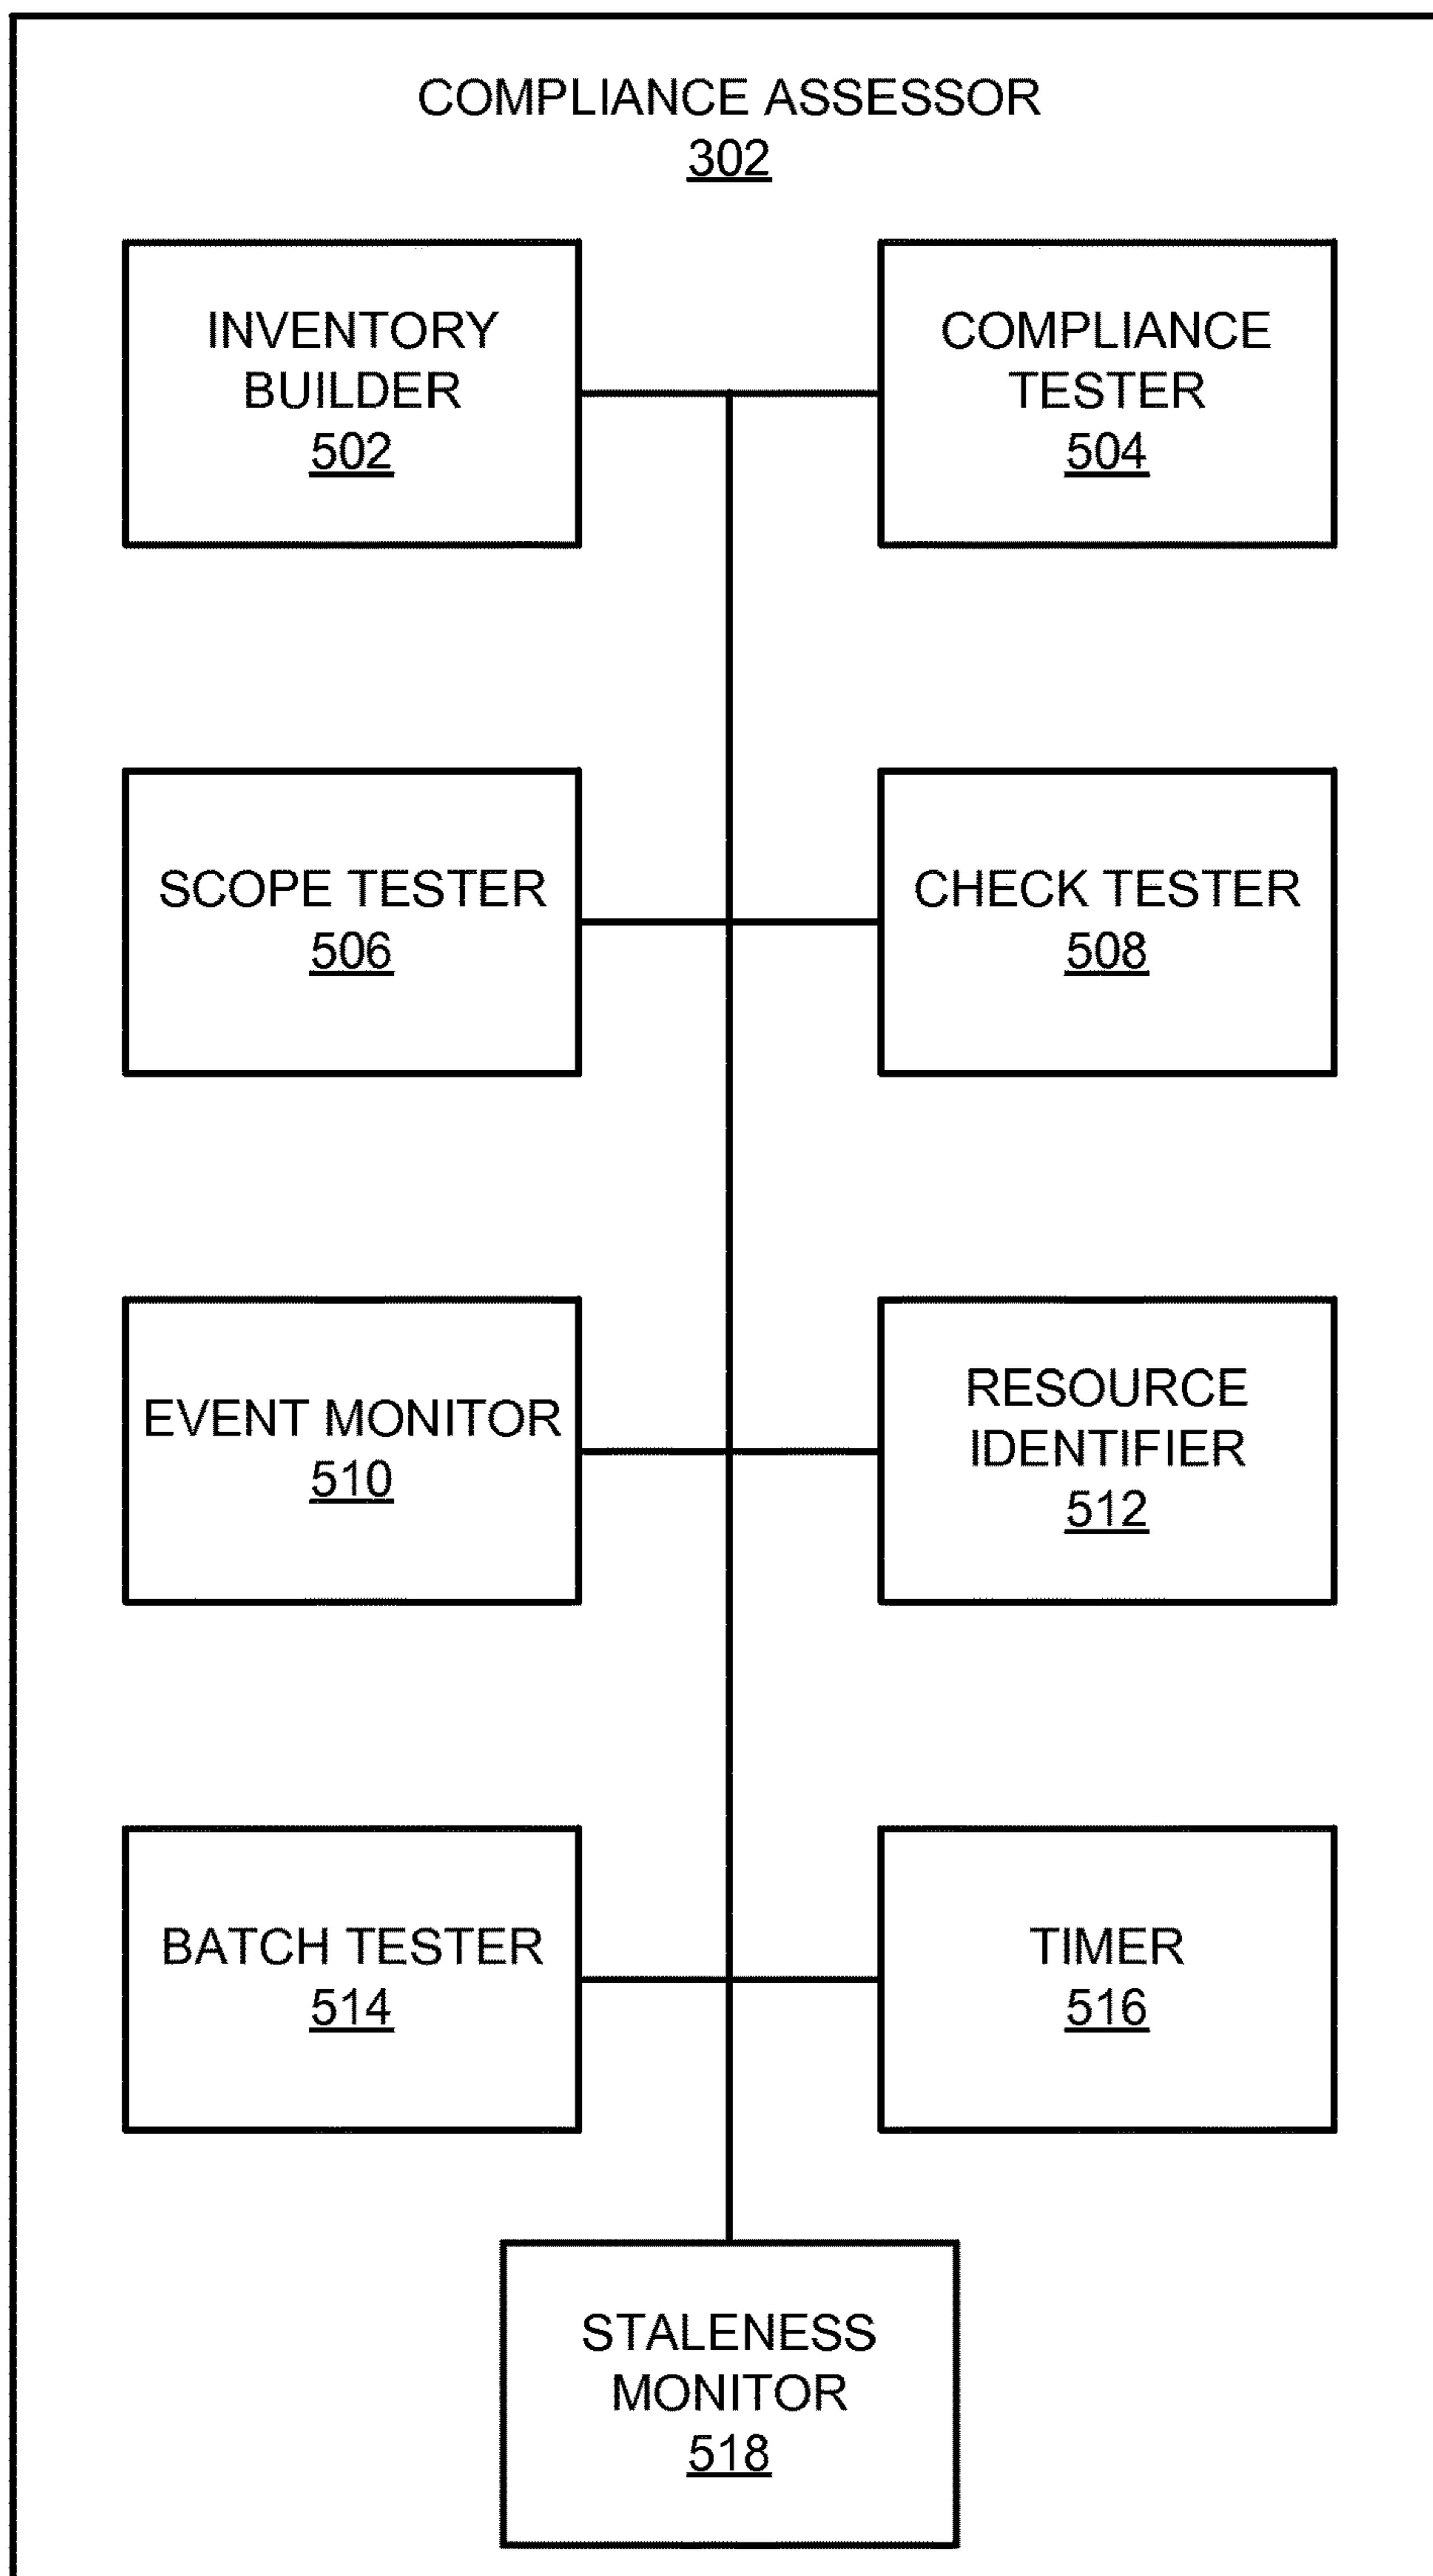 COMPLIANCE ASSESSOR
302
INVENTORY
BUILDER
502
COMPLIANCE
TESTER
504
SCOPE TESTER
506
CHECK TESTER
508
EVENT MONITOR
510
RESOURCE
IDENTIFIER
512
BATCH TESTER
514
TIMER
516
STALENESS
MONITOR
518